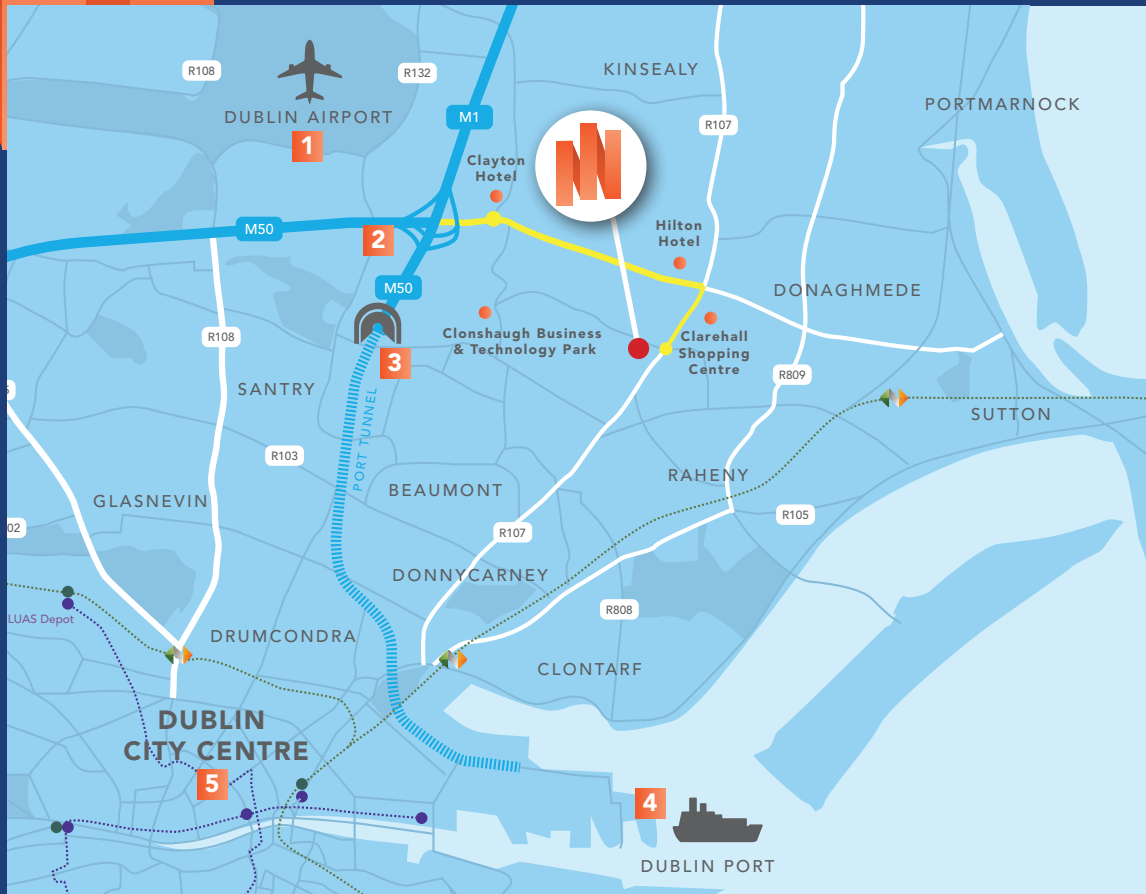 KINSEALY
R108
R132
PORTMARNOCK
DUBLIN AIRPORT
M1
R107
1
Clayton
Hotel
M50
2
Hilton
Hotel
M50
DONAGHMEDE
R108
Clonshaugh Business
& Technology Park
Clarehall
Shopping
Centre
3
SANTRY
R809
PORT TUNNEL
SUTTON
R103
RAHENY
BEAUMONT
GLASNEVIN
R105
02
R107
DONNYCARNEY
R808
LUAS Depot
DRUMCONDRA
CLONTARF
DUBLIN
CITY CENTRE
5
4
DUBLIN PORT